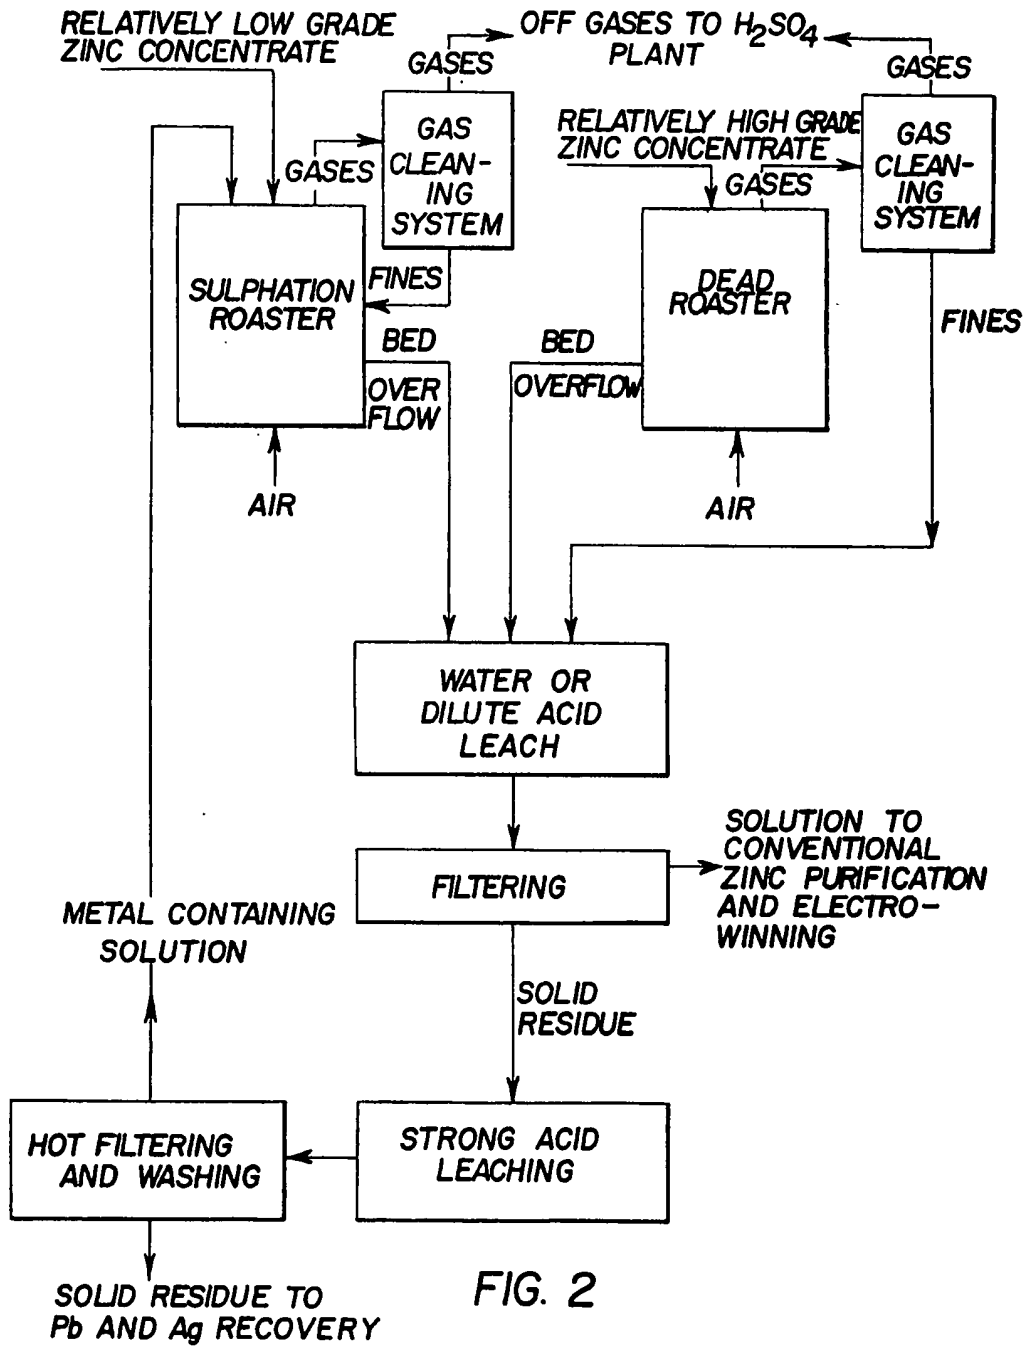 RELATIVELY LOW GRADE
ZINC CONCENTRATE
OFF GASES TO H2SO4
PLANT
GASES
GASES
GAS
CLEAN-
ING
SYSTEM
GASES
RELATIVELY HIGH GRADE
ZINC CONCENTRATE
GASES
GAS
CLEAN-
ING
SYSTEM
SULPHATION
ROASTER
FINES
DEAD
ROASTER
FINES
BED
OVER
FLOW
BED
OVERFLOW
AIR
AIR
WATER OR
DILUTE ACID
LEACH
FILTERING
SOLUTION TO
CONVENTIONAL
ZINC PURIFICATION
AND ELECTRO-
WINNING
METAL CONTAINING
SOLUTION
SOLID
RESIDUE
HOT FILTERING
AND WASHING
STRONG ACID
LEACHING
SOLID RESIDUE TO
Pb AND Ag RECOVERY
FIG. 2